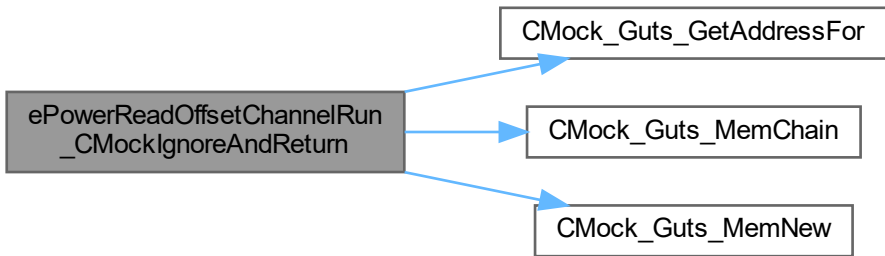 CMock_Guts_GetAddressFor
ePowerReadOffsetChannelRun
_CMockIgnoreAndReturn
CMock_Guts_MemChain
CMock_Guts_MemNew